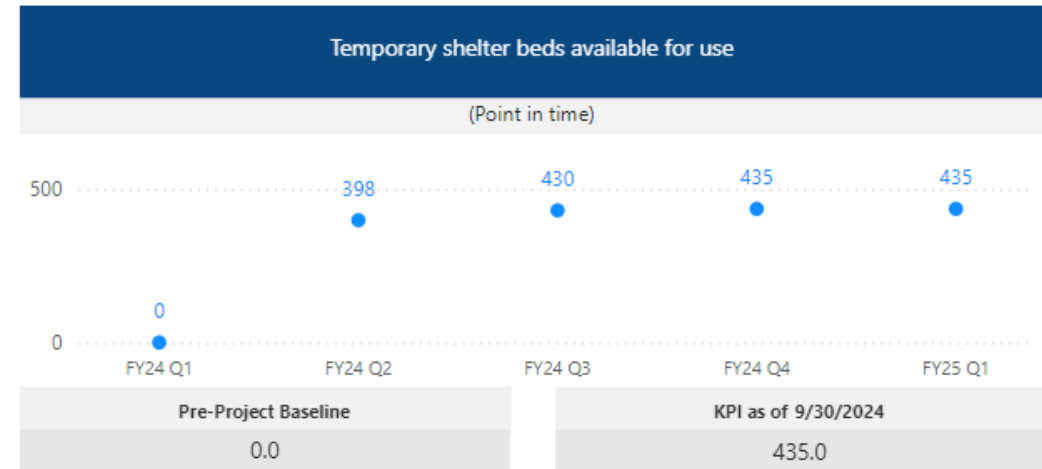 Temporary shelter beds available for use
(Point in time)
500
398
430
435
435
0
0
FY24 Q1
FY24 Q2
FY24 Q3
FY24 Q4
FY25 Q1
Pre-Project Baseline
KPI as of 9/30/2024
0.0
435.0